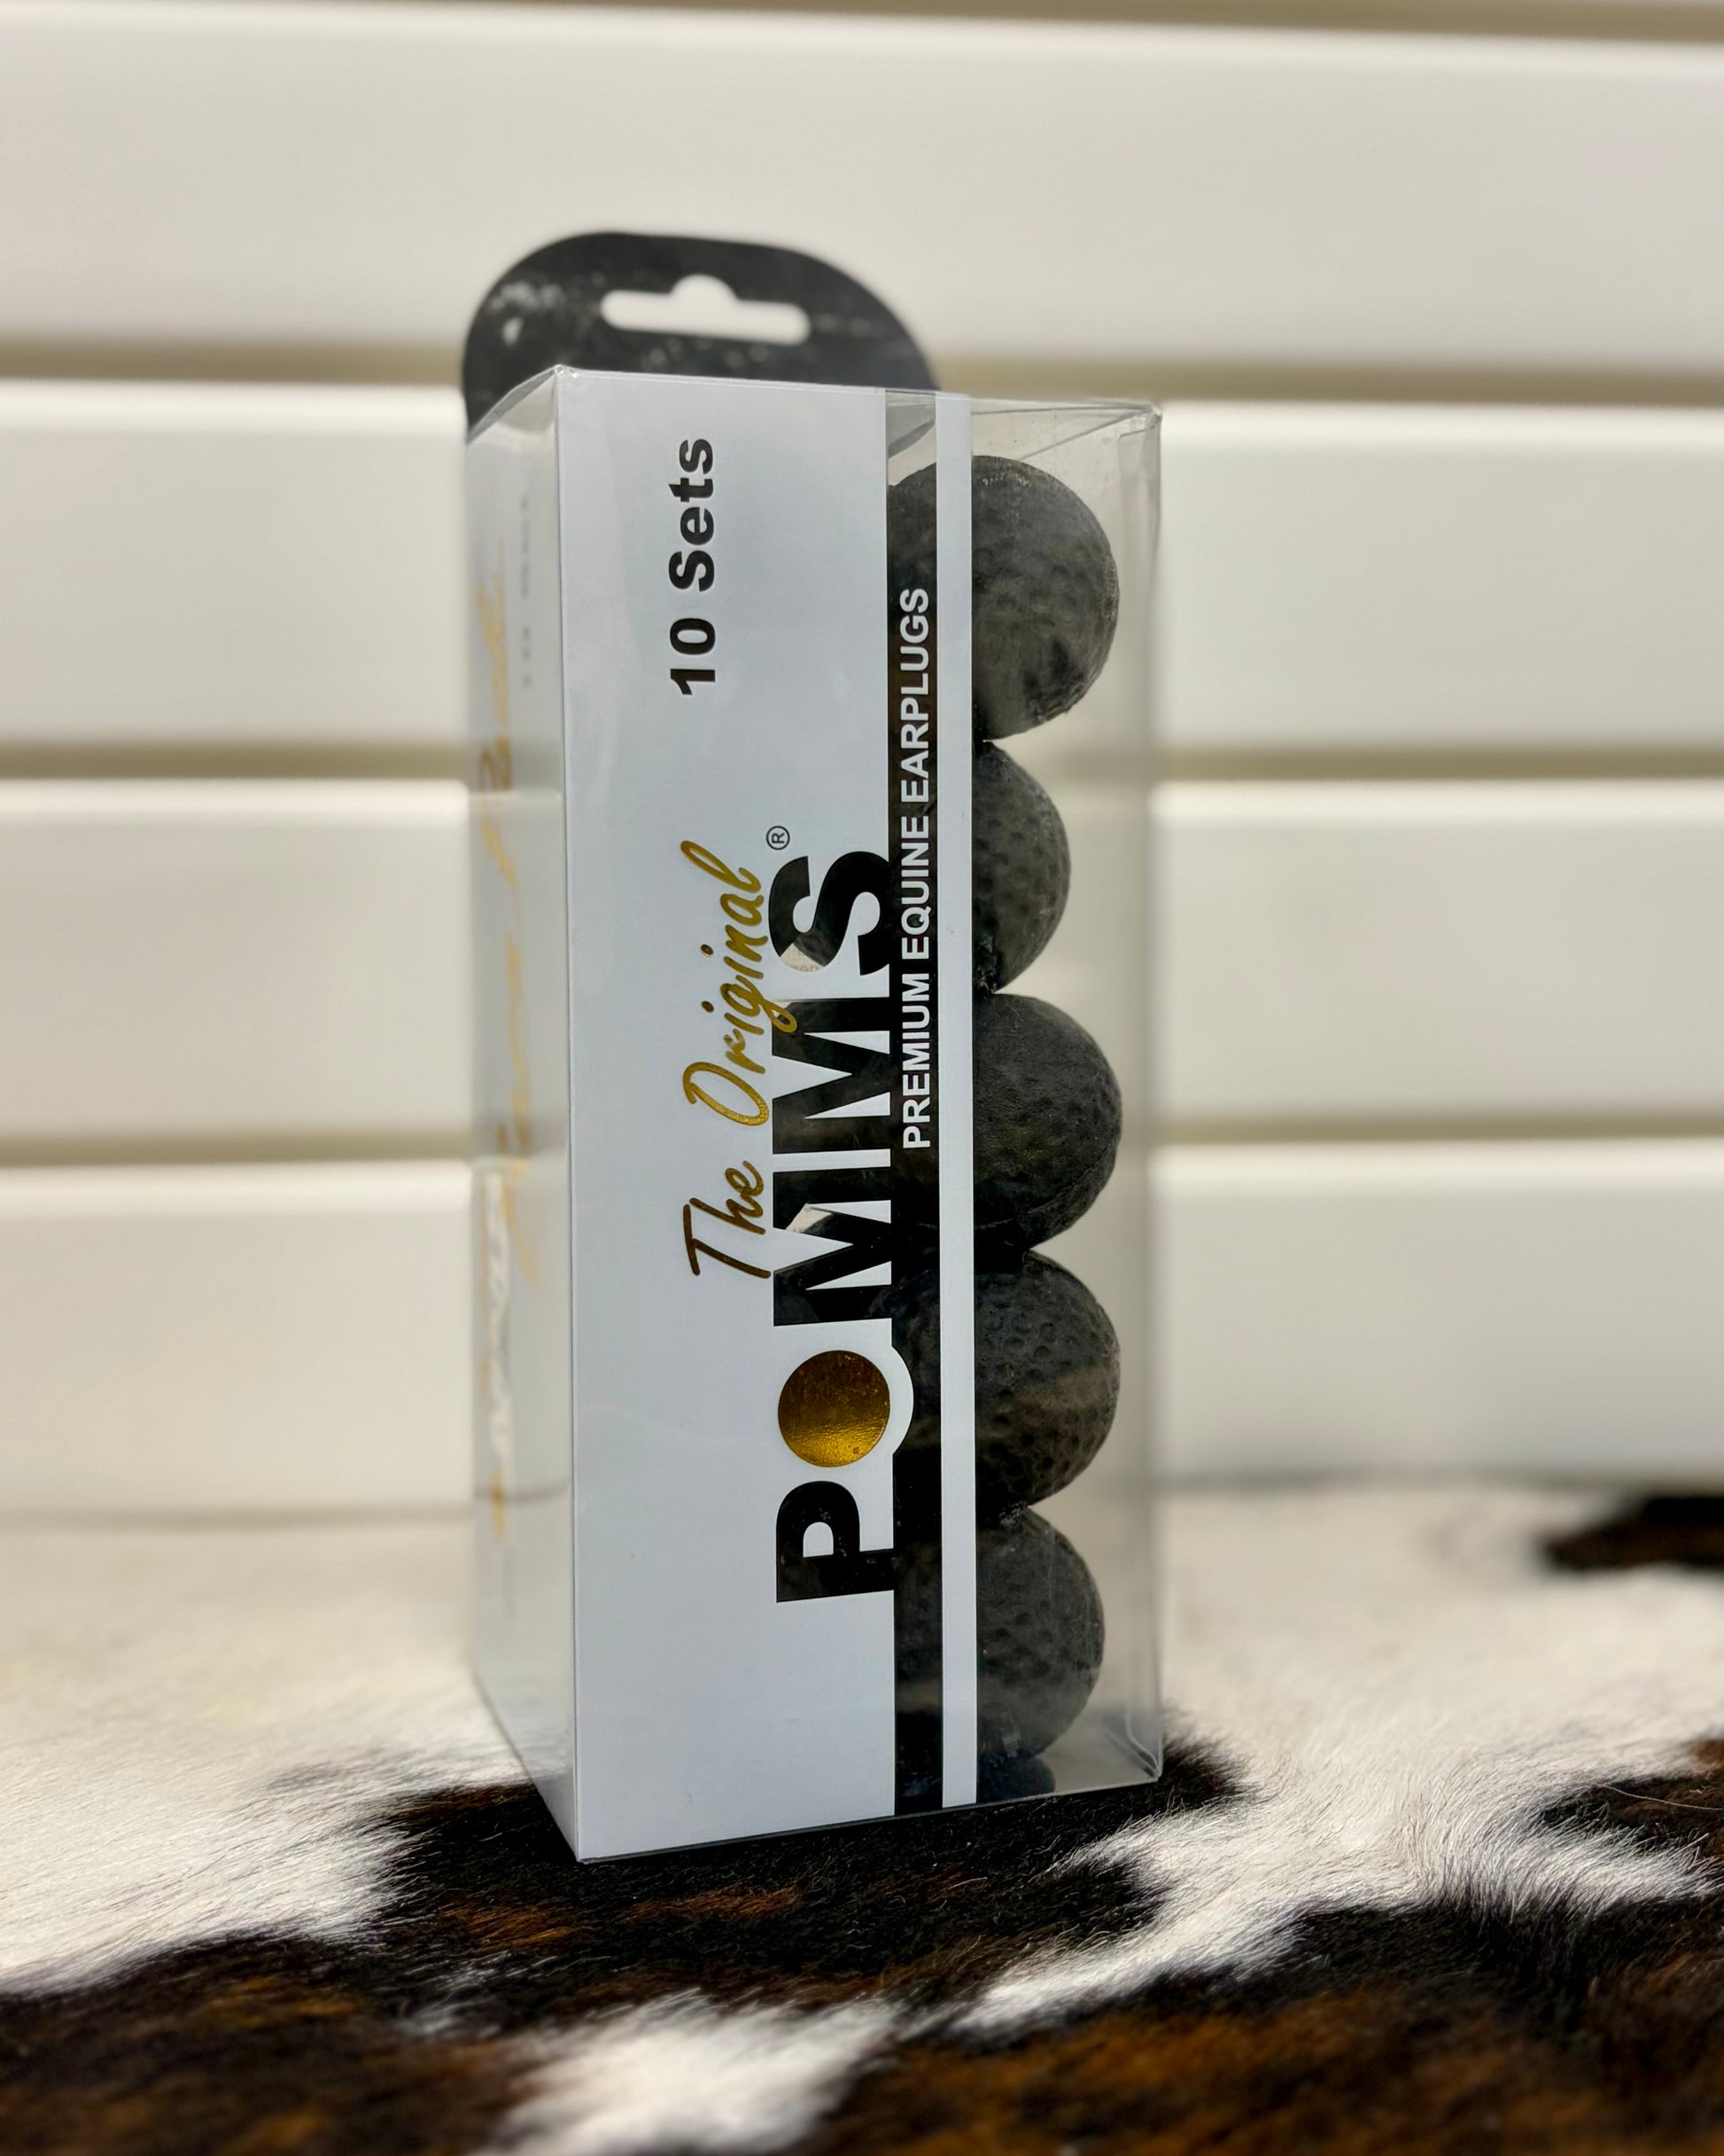 10 Sets
The Original
POMMS®
PREMIUM EQUINE EARPLUGS